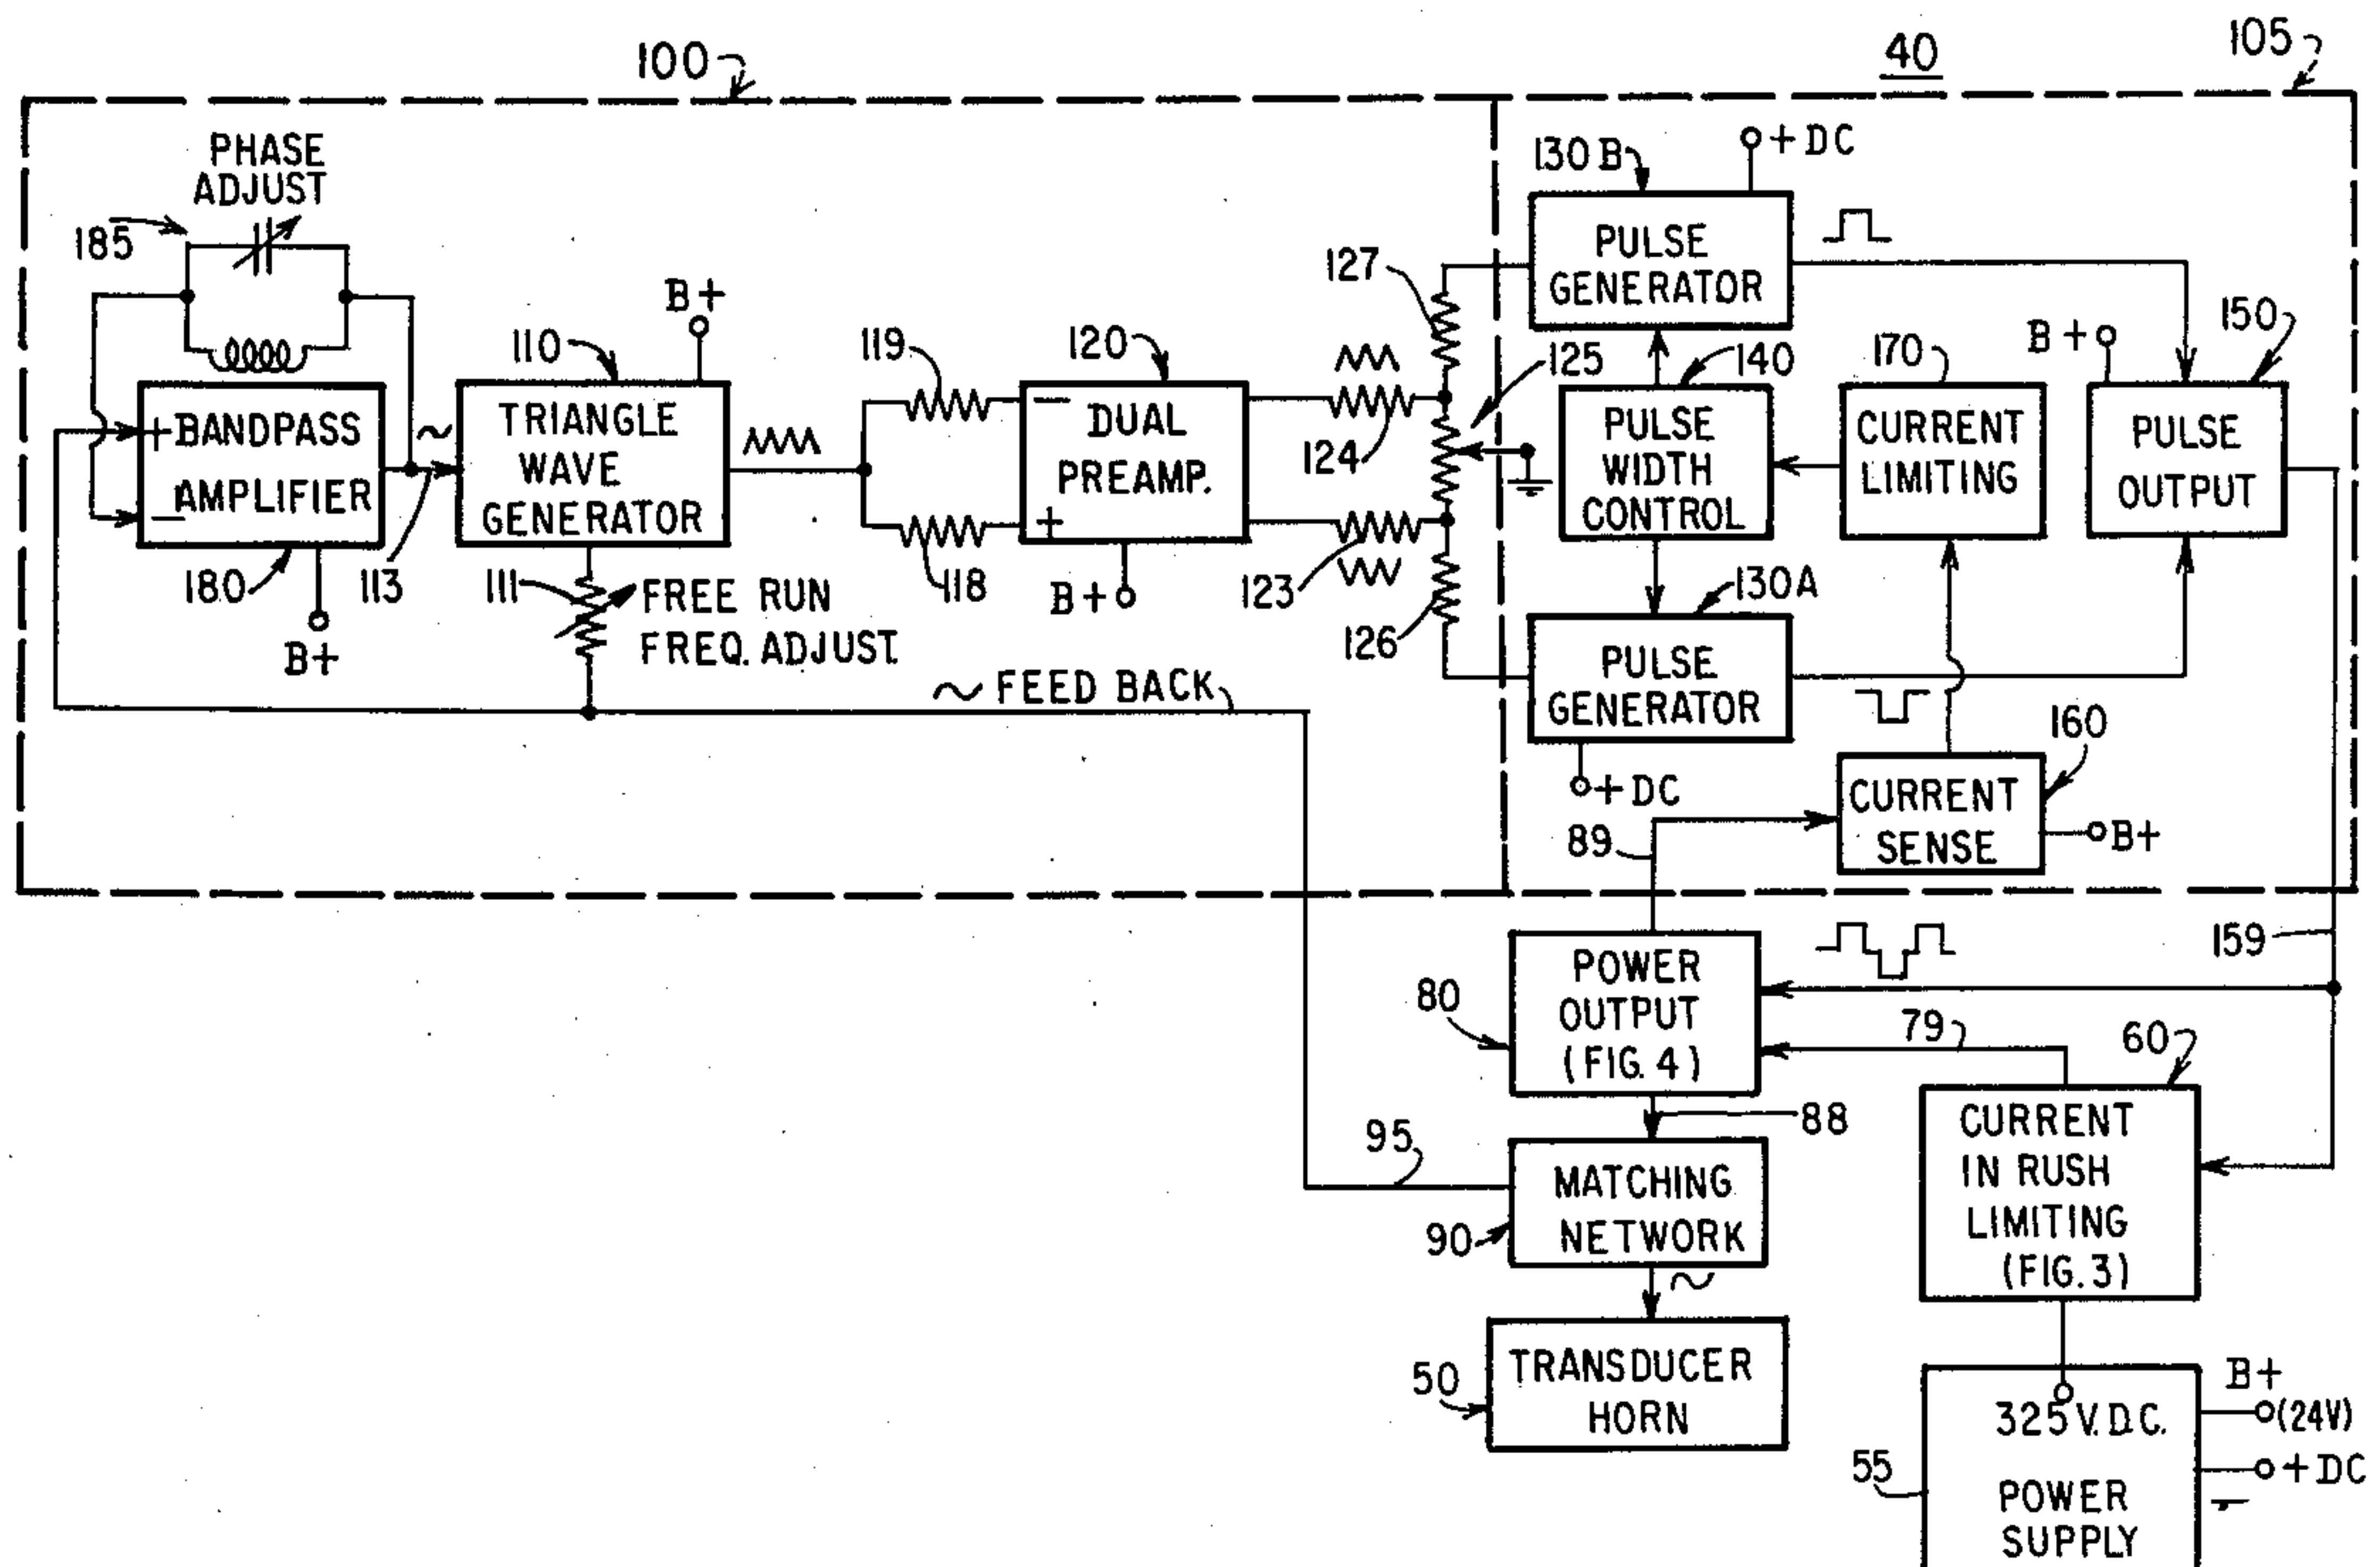 100
40
105
PHASE
ADJUST
185
BANDPASS
AMPLIFIER
+
−
180
B+
113
110
B+
TRIANGLE
WAVE
GENERATOR
111
FREE RUN
FREQ. ADJUST.
119
118
120
−
DUAL
PREAMP.
+
B+
127
124
125
123
126
130B
+DC
PULSE
GENERATOR
140
PULSE
WIDTH
CONTROL
170
CURRENT
LIMITING
B+
150
PULSE
OUTPUT
130A
PULSE
GENERATOR
+DC
160
CURRENT
SENSE
B+
89
FEED BACK
159
80
POWER
OUTPUT
(FIG. 4)
79
60
CURRENT
IN RUSH
LIMITING
(FIG. 3)
88
95
MATCHING
NETWORK
90
50
TRANSDUCER
HORN
325 V.D.C.
B+
(24V)
+DC
55
POWER
SUPPLY